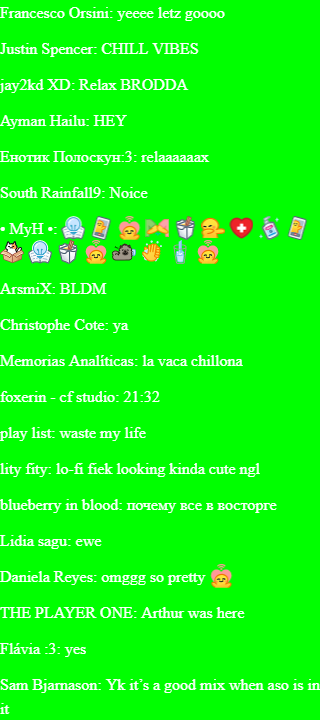 Francesco Orsini: yeeee letz goooo
Justin Spencer: CHILL VIBES
jay2kd XD: Relax BRODDA
Ayman Hailu: HEY
Енотик Полоскун:3: relaaaaaax
South Rainfall9: Noice
• MyH •:
ArsmiX: BLDM
Christophe Cote: ya
Memorias Analíticas: la vaca chillona
foxerin - cf studio: 21:32
play list: waste my life
lity fity: lo-fi fiek looking kinda cute ngl
blueberry in blood: почему все в восторге
Lidia sagu: ewe
Daniela Reyes: omggg so pretty
THE PLAYER ONE: Arthur was here
Flávia :3: yes
Sam Bjarnason: Yk it's a good mix when aso is in
it